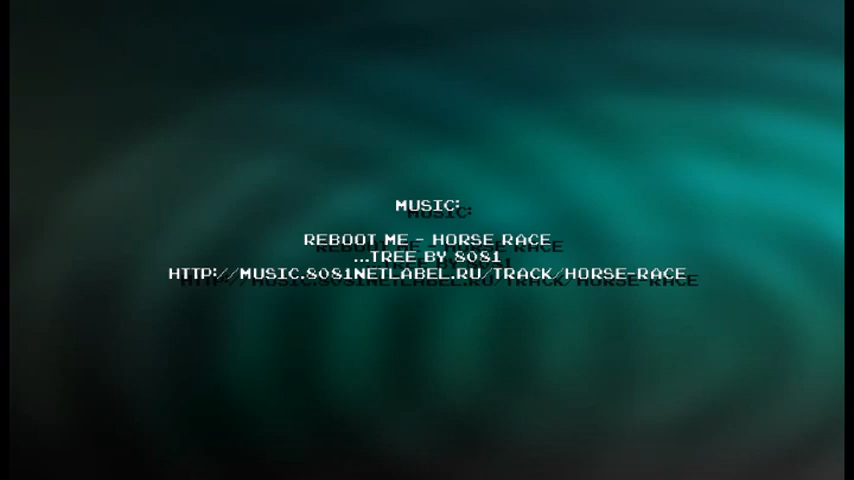 MUSIC:
REBOOT ME - HORSE RACE
...TREE BY 8081
HTTP://MUSIC.8081NETLABEL.RU/TRACK/HORSE-RACE